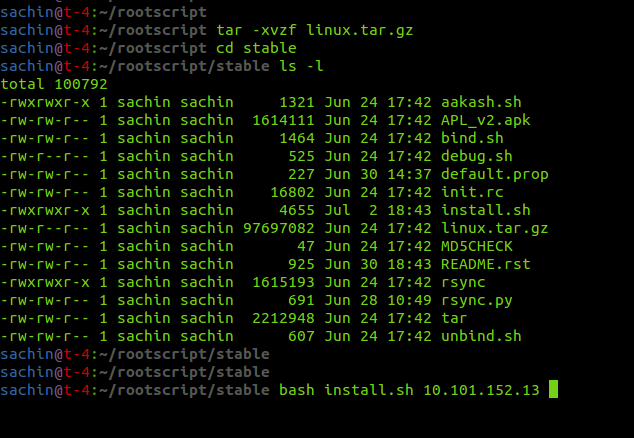 sachin@t-4:~/rootscript
sachin@t-4:~/rootscript tar -xvzf linux.tar.gz
sachin@t-4:~/rootscript cd stable
sachin@t-4:~/rootscript/stable ls -l
total 100792
-rwxrwxr-x 1 sachin sachin     1321 Jun 24 17:42 aakash.sh
-rw-rw-r-- 1 sachin sachin  1614111 Jun 24 17:42 APL_v2.apk
-rw-rw-r-- 1 sachin sachin     1464 Jun 24 17:42 bind.sh
-rw-r--r-- 1 sachin sachin      525 Jun 24 17:42 debug.sh
-rw-rw-r-- 1 sachin sachin      227 Jun 30 14:37 default.prop
-rw-rw-r-- 1 sachin sachin    16802 Jun 24 17:42 init.rc
-rwxrwxr-x 1 sachin sachin     4655 Jul  2 18:43 install.sh
-rw-r--r-- 1 sachin sachin 97697082 Jun 24 17:42 linux.tar.gz
-rw-rw-r-- 1 sachin sachin       47 Jun 24 17:42 MD5CHECK
-rw-rw-r-- 1 sachin sachin      925 Jun 30 18:43 README.rst
-rwxrwxr-x 1 sachin sachin  1615193 Jun 24 17:42 rsync
-rw-rw-r-- 1 sachin sachin      691 Jun 28 10:49 rsync.py
-rw-rw-r-- 1 sachin sachin  2212948 Jun 24 17:42 tar
-rw-rw-r-- 1 sachin sachin      607 Jun 24 17:42 unbind.sh
sachin@t-4:~/rootscript/stable
sachin@t-4:~/rootscript/stable
sachin@t-4:~/rootscript/stable bash install.sh 10.101.152.13